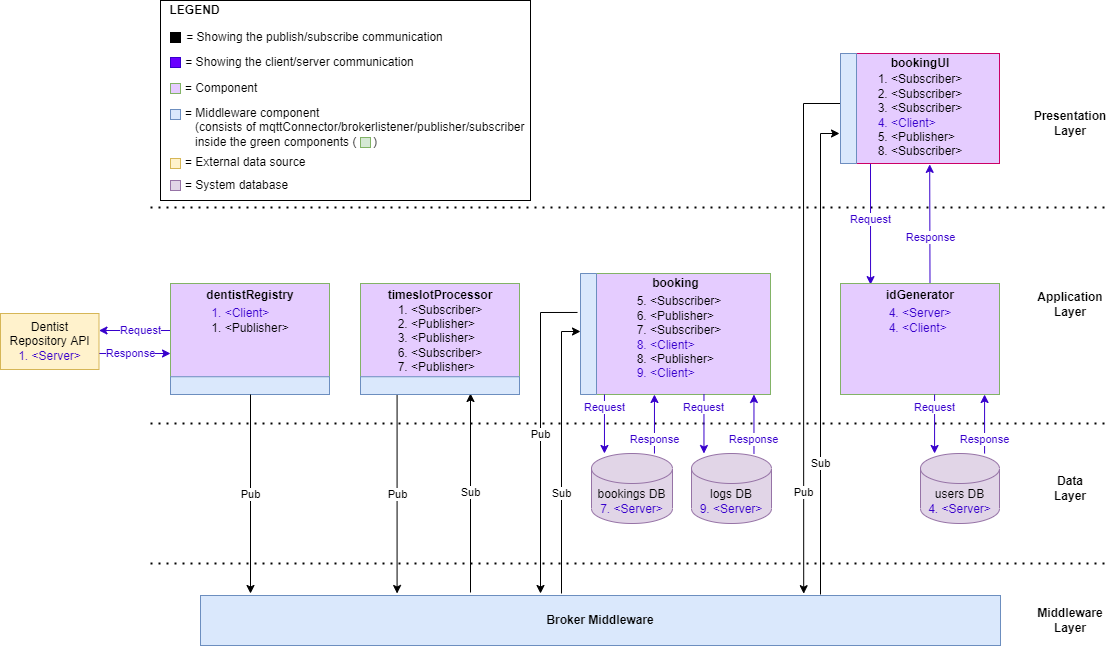 LEGEND
= Showing the publish/subscribe communication
= Showing the client/server communication
= Component
= Middleware component
(consists of mqttConnector/brokerlistener/publisher/subscriber
inside the green components ( )
= External data source
= System database
bookingUI
1. <Subscriber>
2. <Subscriber>
3. <Subscriber>
4. <Client>
5. <Publisher>
8. <Subscriber>
Presentation
Layer
Request
Response
Dentist
Repository API
1. <Server>
Request
Response
dentistRegistry
1. <Client>
1. <Publisher>
timeslotProcessor
1. <Subscriber>
2. <Publisher>
3. <Publisher>
6. <Subscriber>
7. <Publisher>
booking
5. <Subscriber>
6. <Publisher>
7. <Subscriber>
8. <Client>
8. <Publisher>
9. <Client>
idGenerator
4. <Server>
4. <Client>
Application
Layer
Request
Response
Request
Response
Request
Response
Pub
Pub
Sub
Pub
Sub
Pub
Sub
bookings DB
7. <Server>
logs DB
9. <Server>
users DB
4. <Server>
Data
Layer
Broker Middleware
Middleware
Layer